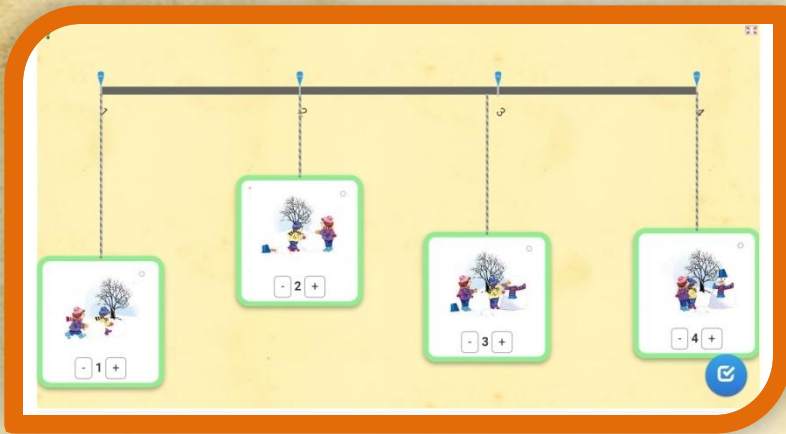 1 2 3 4
- 2 +
- 3 +
- 4 +
- 1 +